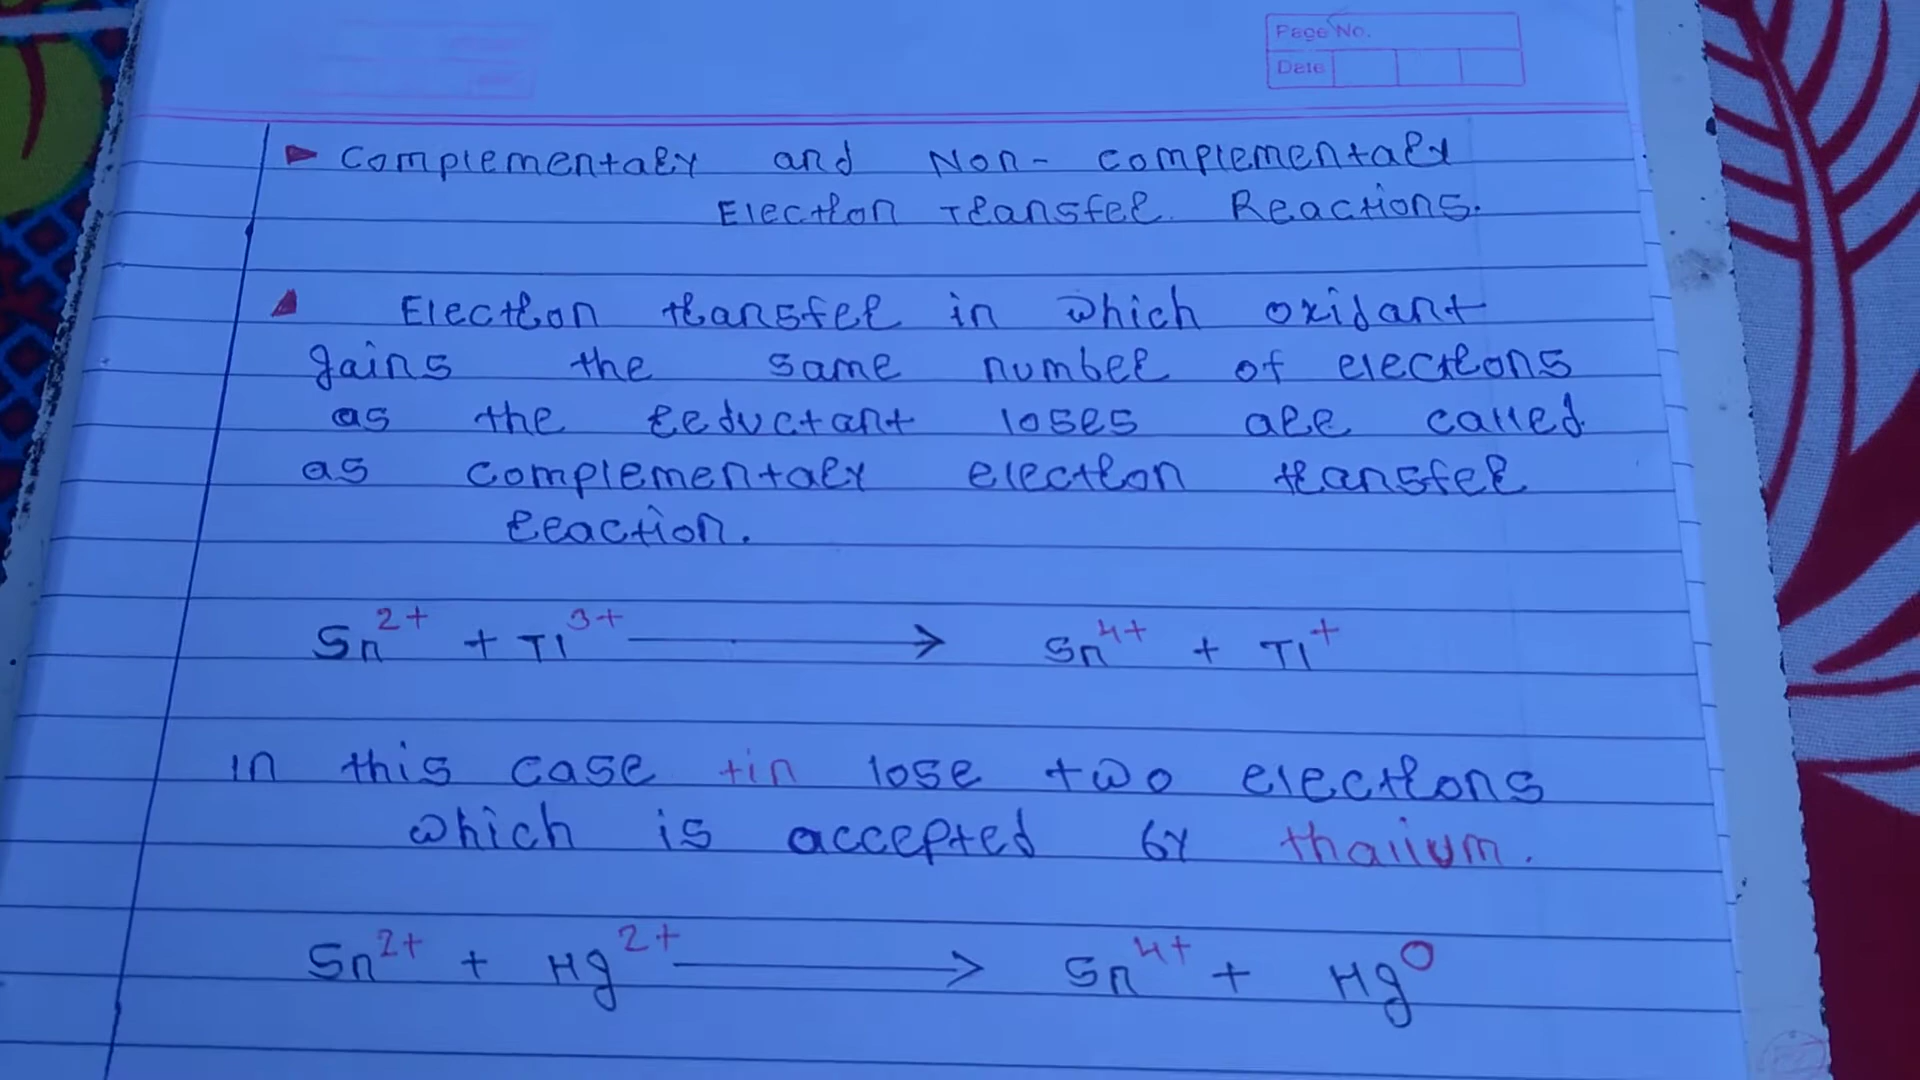 Page No.
Date
Complementary and Non-complementary
Electron Transfer Reactions.
Electron transfer in which oxidant
gains the same number of electrons
as the reductant loses are called
as complementary electron transfer
reaction.
Sn²⁺ + Tl³⁺ ⟶ Sn⁴⁺ + Tl⁺
In this case tin lose two electrons
which is accepted by thalium.
Sn²⁺ + Hg²⁺ ⟶ Sn⁴⁺ + Hg⁰